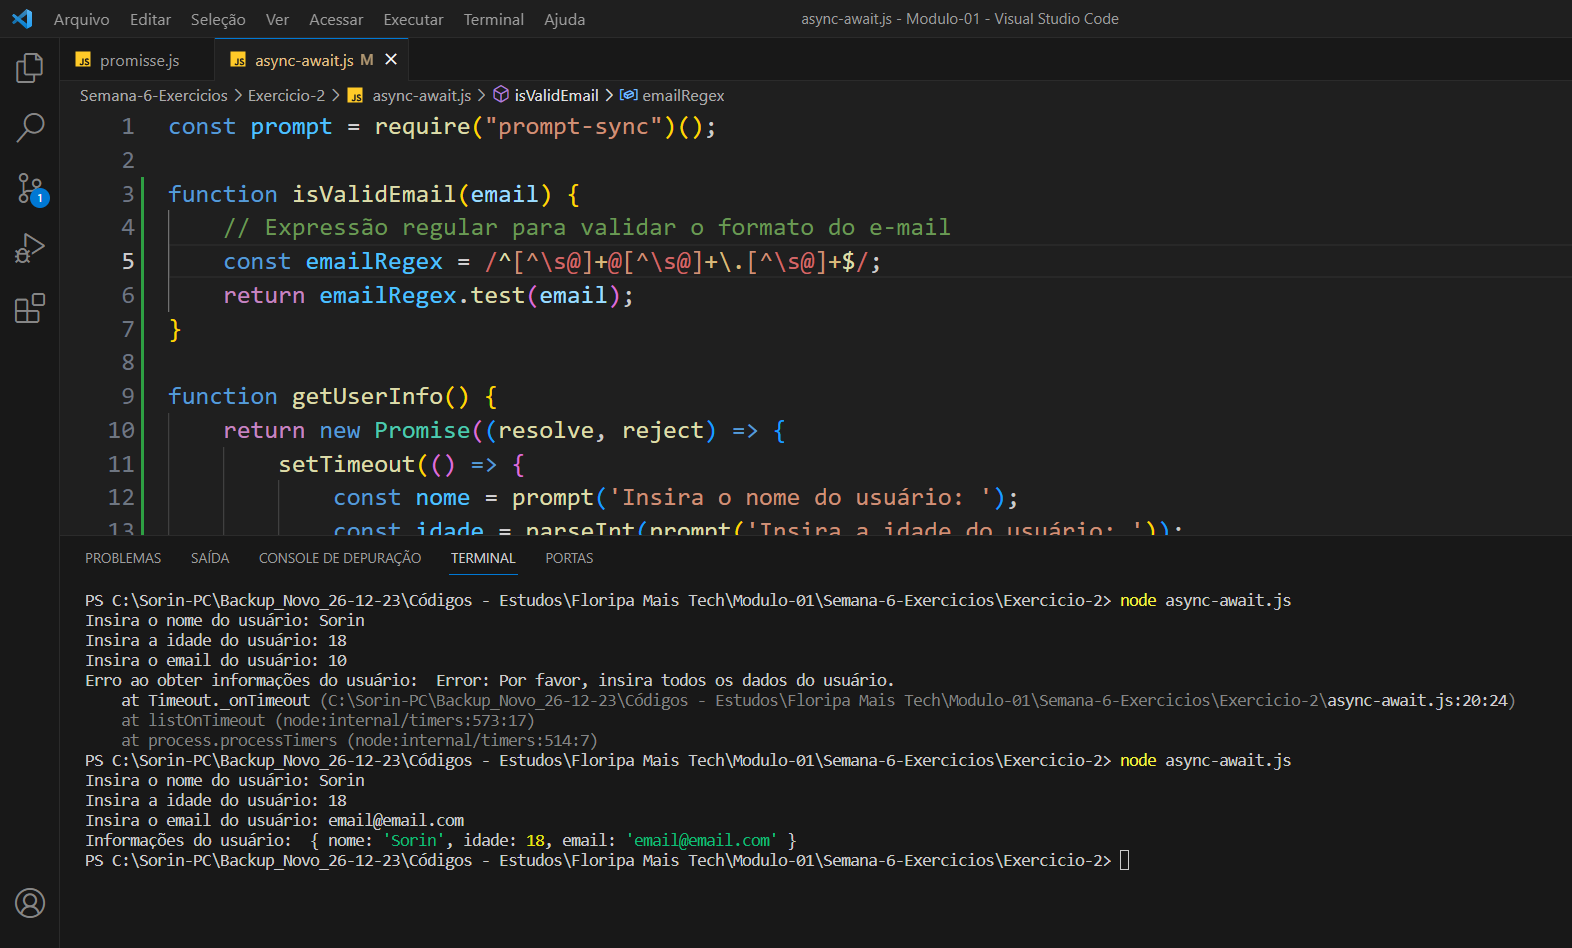 Arquivo Editar Seleção Ver Acessar Executar Terminal Ajuda async-await.js - Modulo-01 - Visual Studio Code
JS promisse.js JS async-await.js M
Semana-6-Exercicios > Exercicio-2 > JS async-await.js > isValidEmail > emailRegex
1 const prompt = require("prompt-sync")();
2
3 function isValidEmail(email) {
4 // Expressão regular para validar o formato do e-mail
5 const emailRegex = /^[^\s@]+@[^\s@]+\.[^\s@]+$/;
6 return emailRegex.test(email);
7 }
8
9 function getUserInfo() {
10 return new Promise((resolve, reject) => {
11 setTimeout(() => {
12 const nome = prompt('Insira o nome do usuário: ');
13 const idade = parseInt(prompt('Insira a idade do usuário: '));
1
PROBLEMAS SAÍDA CONSOLE DE DEPURAÇÃO TERMINAL PORTAS
PS C:\Sorin-PC\Backup_Novo_26-12-23\Códigos - Estudos\Floripa Mais Tech\Modulo-01\Semana-6-Exercicios\Exercicio-2> node async-await.js
Insira o nome do usuário: Sorin
Insira a idade do usuário: 18
Insira o email do usuário: 10
Erro ao obter informações do usuário:  Error: Por favor, insira todos os dados do usuário.
at Timeout._onTimeout (C:\Sorin-PC\Backup_Novo_26-12-23\Códigos - Estudos\Floripa Mais Tech\Modulo-01\Semana-6-Exercicios\Exercicio-2\async-await.js:20:24)
at listOnTimeout (node:internal/timers:573:17)
at process.processTimers (node:internal/timers:514:7)
PS C:\Sorin-PC\Backup_Novo_26-12-23\Códigos - Estudos\Floripa Mais Tech\Modulo-01\Semana-6-Exercicios\Exercicio-2> node async-await.js
Insira o nome do usuário: Sorin
Insira a idade do usuário: 18
Insira o email do usuário: email@email.com
Informações do usuário:  { nome: 'Sorin', idade: 18, email: 'email@email.com' }
PS C:\Sorin-PC\Backup_Novo_26-12-23\Códigos - Estudos\Floripa Mais Tech\Modulo-01\Semana-6-Exercicios\Exercicio-2>